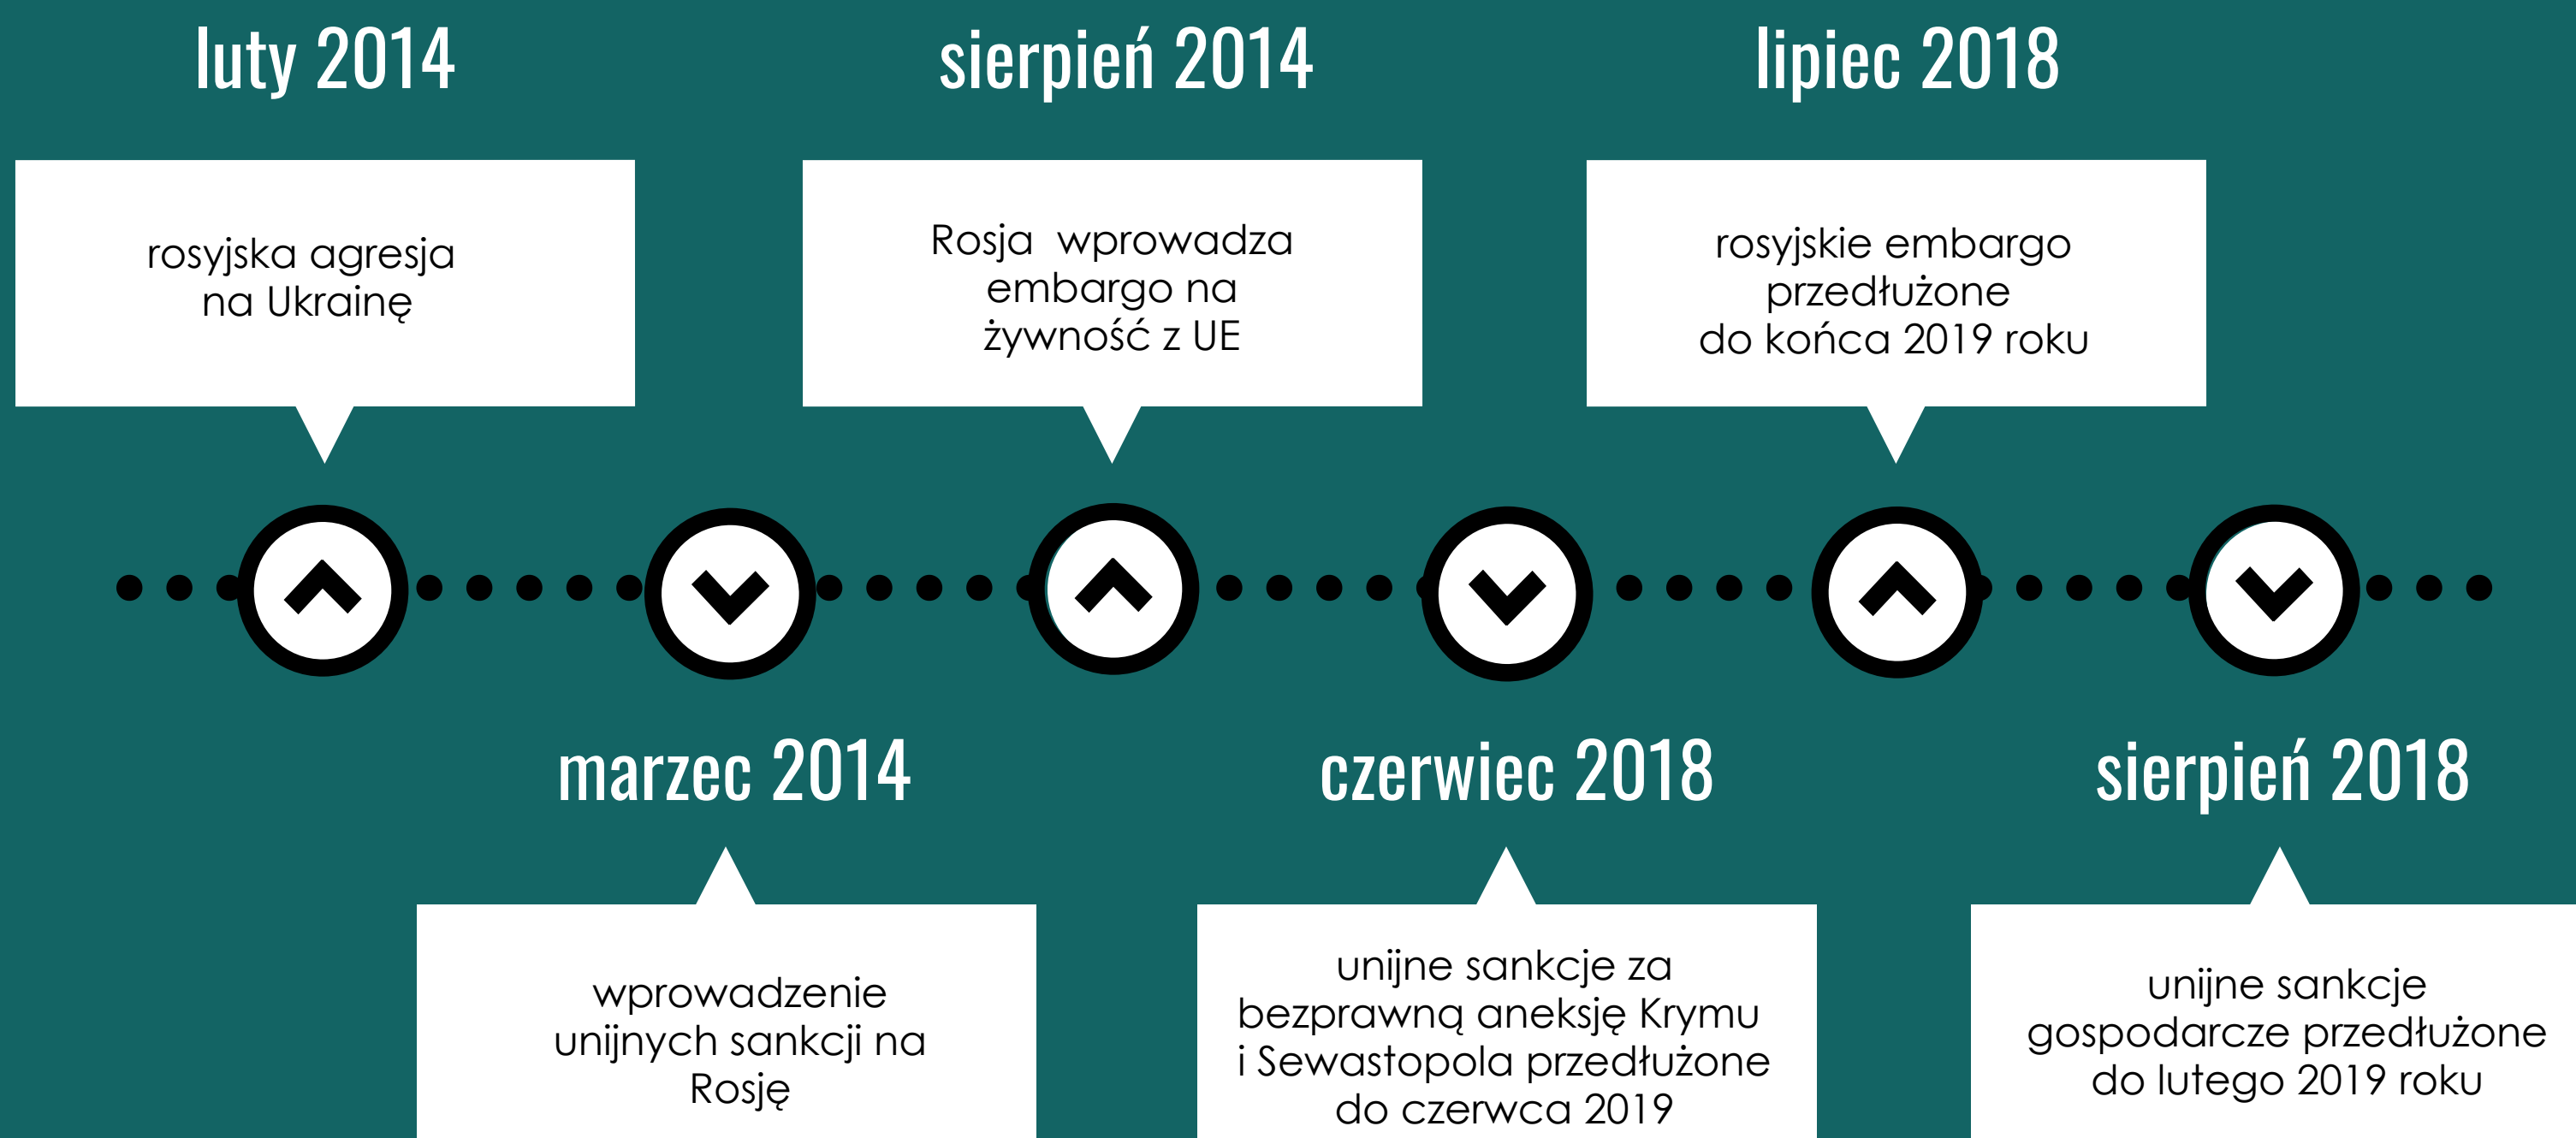 luty 2014
rosyjska agresja
na Ukrainę
marzec 2014
wprowadzenie
unijnych sankcji na
Rosję
sierpień 2014
Rosja wprowadza
embargo na
żywność z UE
czerwiec 2018
unijne sankcje za
bezprawną aneksję Krymu
i Sewastopola przedłużone
do czerwca 2019
lipiec 2018
rosyjskie embargo
przedłużone
do końca 2019 roku
sierpień 2018
unijne sankcje
gospodarcze przedłużone
do lutego 2019 roku